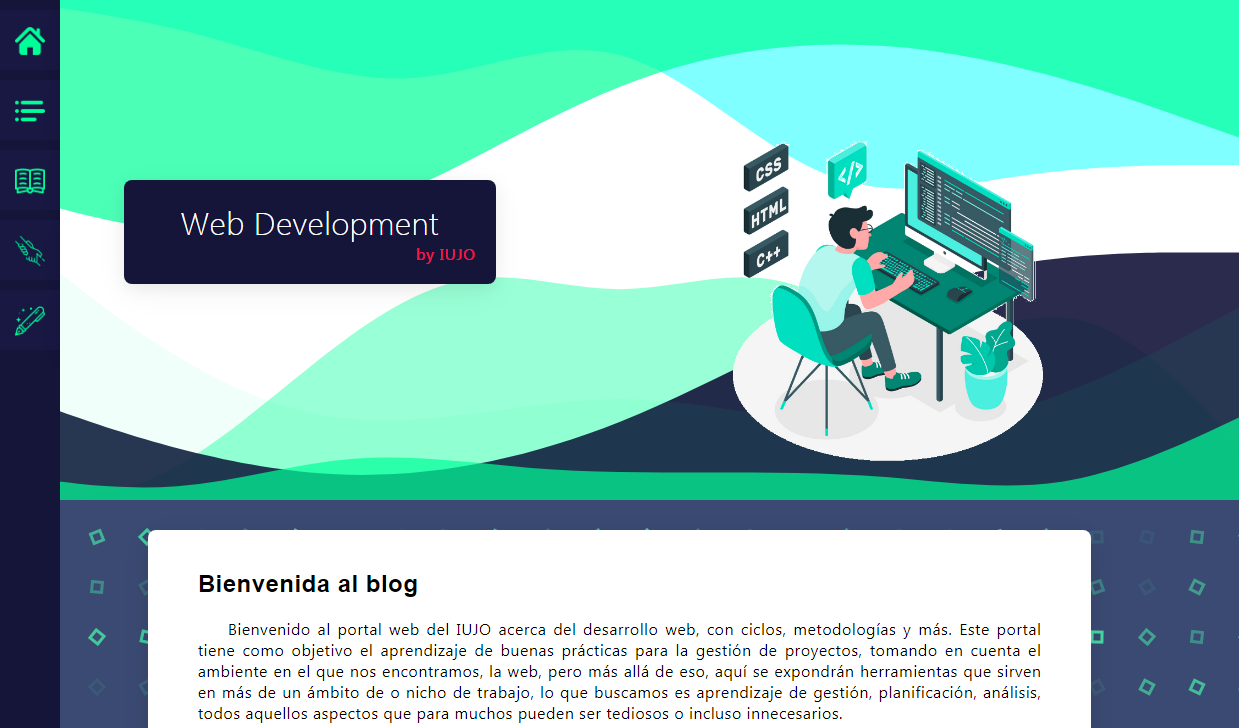 CSS
</>
HTML
C++
Web Development
by IUJO
Bienvenida al blog
Bienvenido al portal web del IUJO acerca del desarrollo web, con ciclos, metodologías y más. Este portal
tiene como objetivo el aprendizaje de buenas prácticas para la gestión de proyectos, tomando en cuenta el
ambiente en el que nos encontramos, la web, pero más allá de eso, aquí se expondrán herramientas que sirven
en más de un ámbito de o nicho de trabajo, lo que buscamos es aprendizaje de gestión, planificación, análisis,
todos aquellos aspectos que para muchos pueden ser tediosos o incluso innecesarios.